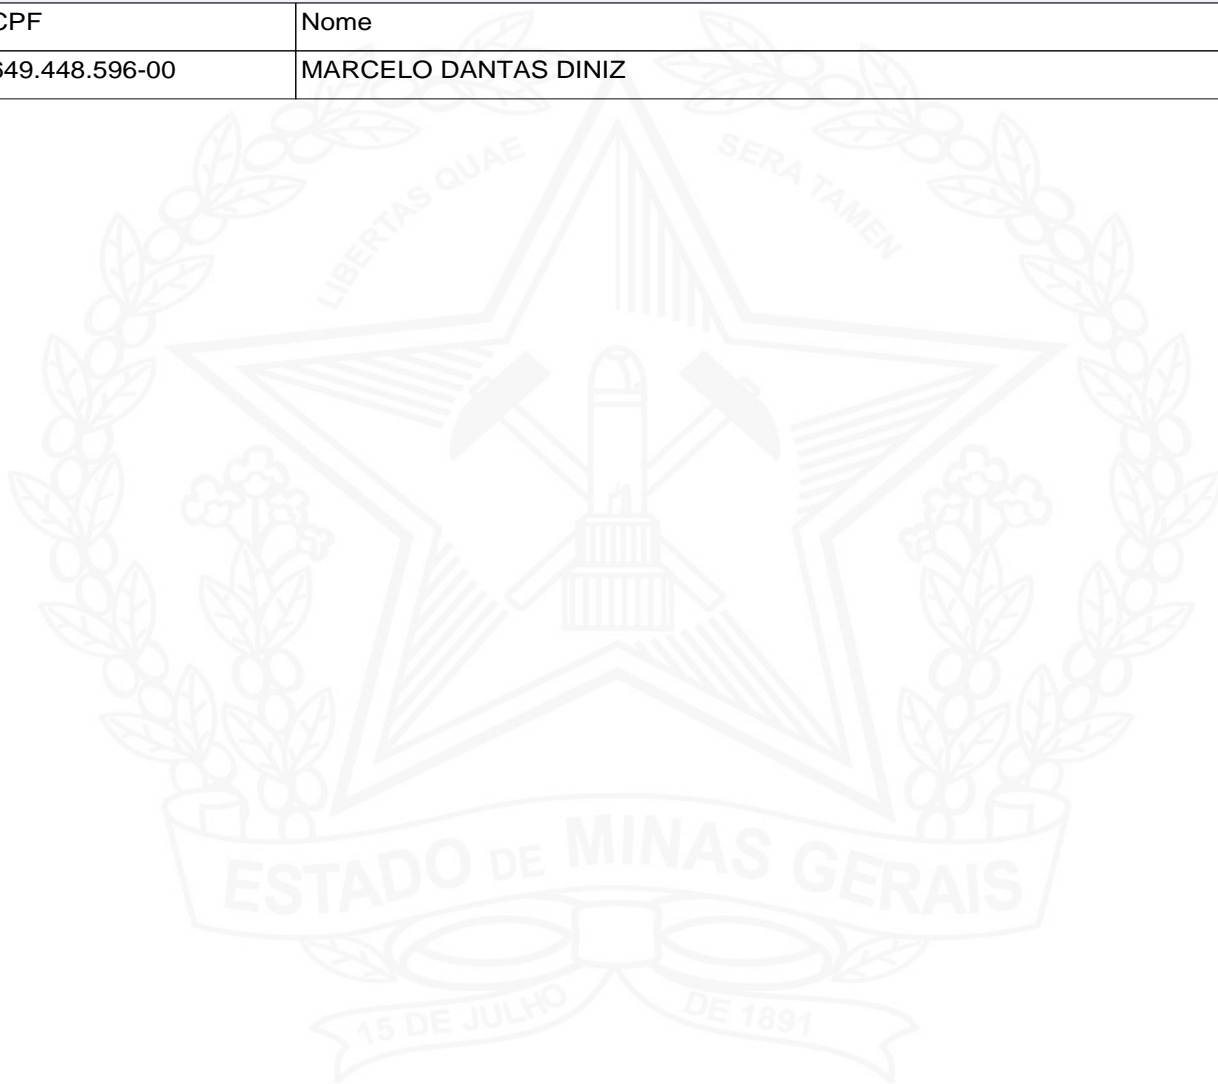 CPF Nome
649.448.596-00 MARCELO DANTAS DINIZ
LIBERTAS QUAE SERA TAMEN
ESTADO DE MINAS GERAIS
15 DE JULHO DE 1891